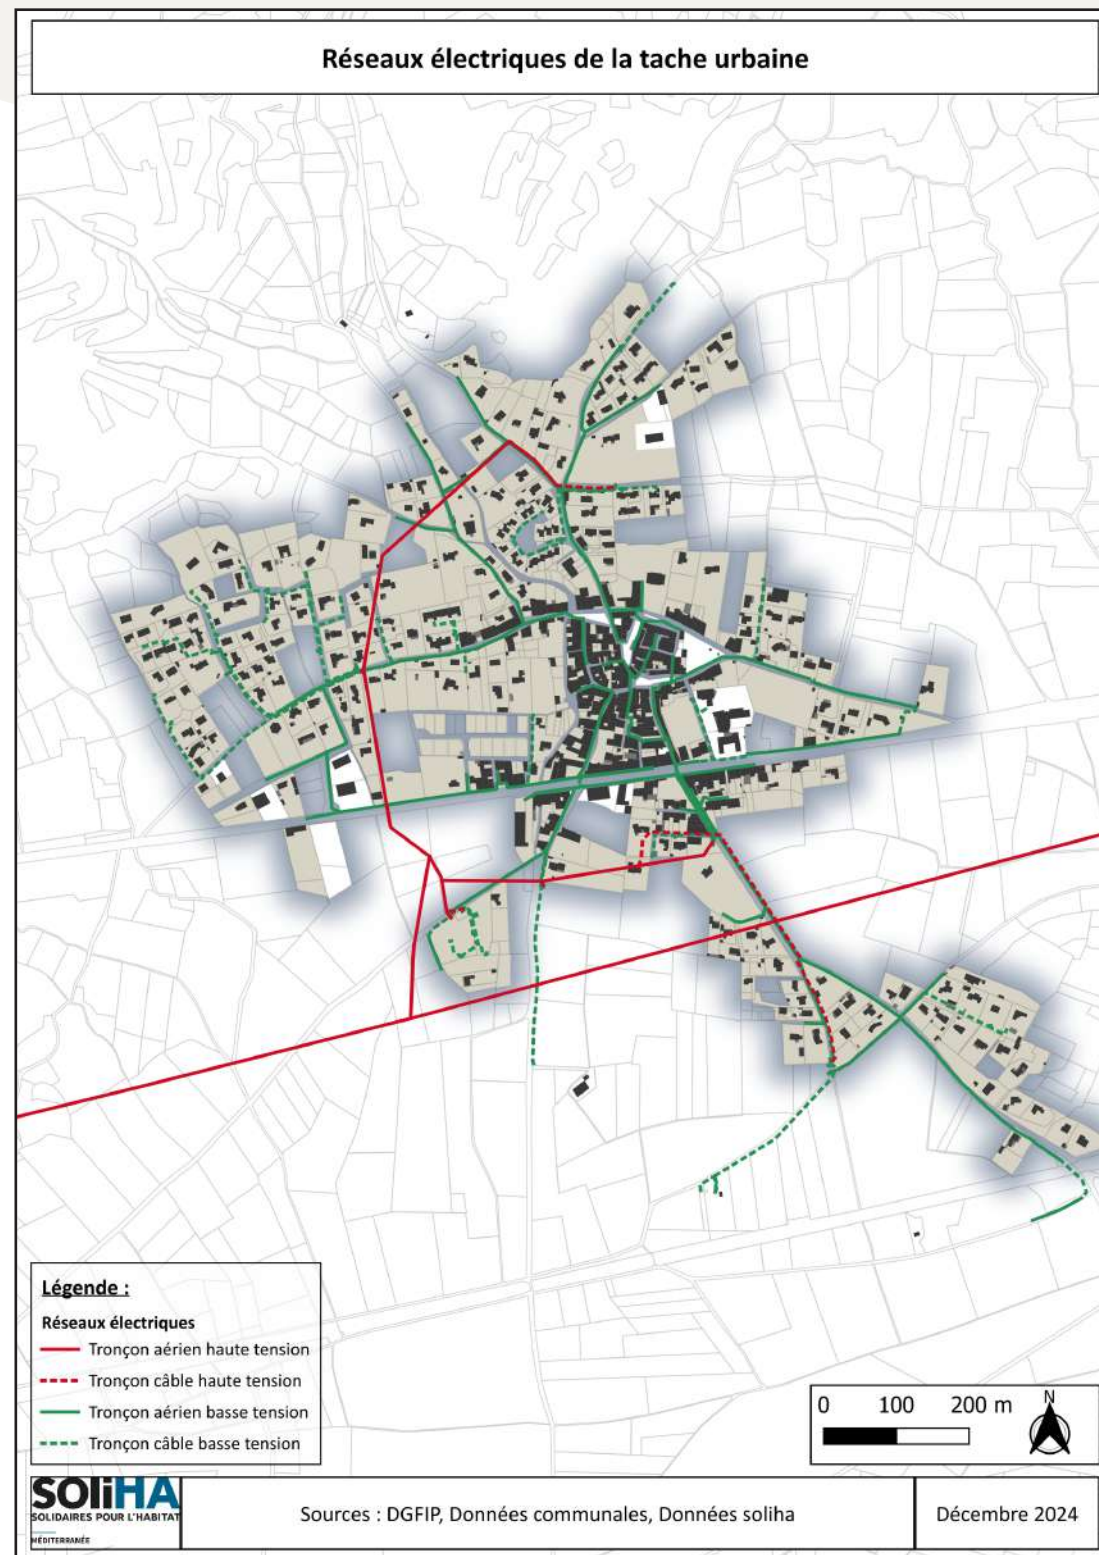 Réseaux électriques de la tache urbaine
Légende :
Réseaux électriques
Tronçon aérien haute tension
Tronçon câble haute tension
Tronçon aérien basse tension
Tronçon câble basse tension
0 100 200 m
N
SOliHA
SOLIDAIRES POUR L'HABITAT
MÉDITERRANÉE
Sources : DGFIP, Données communales, Données soliha
Décembre 2024